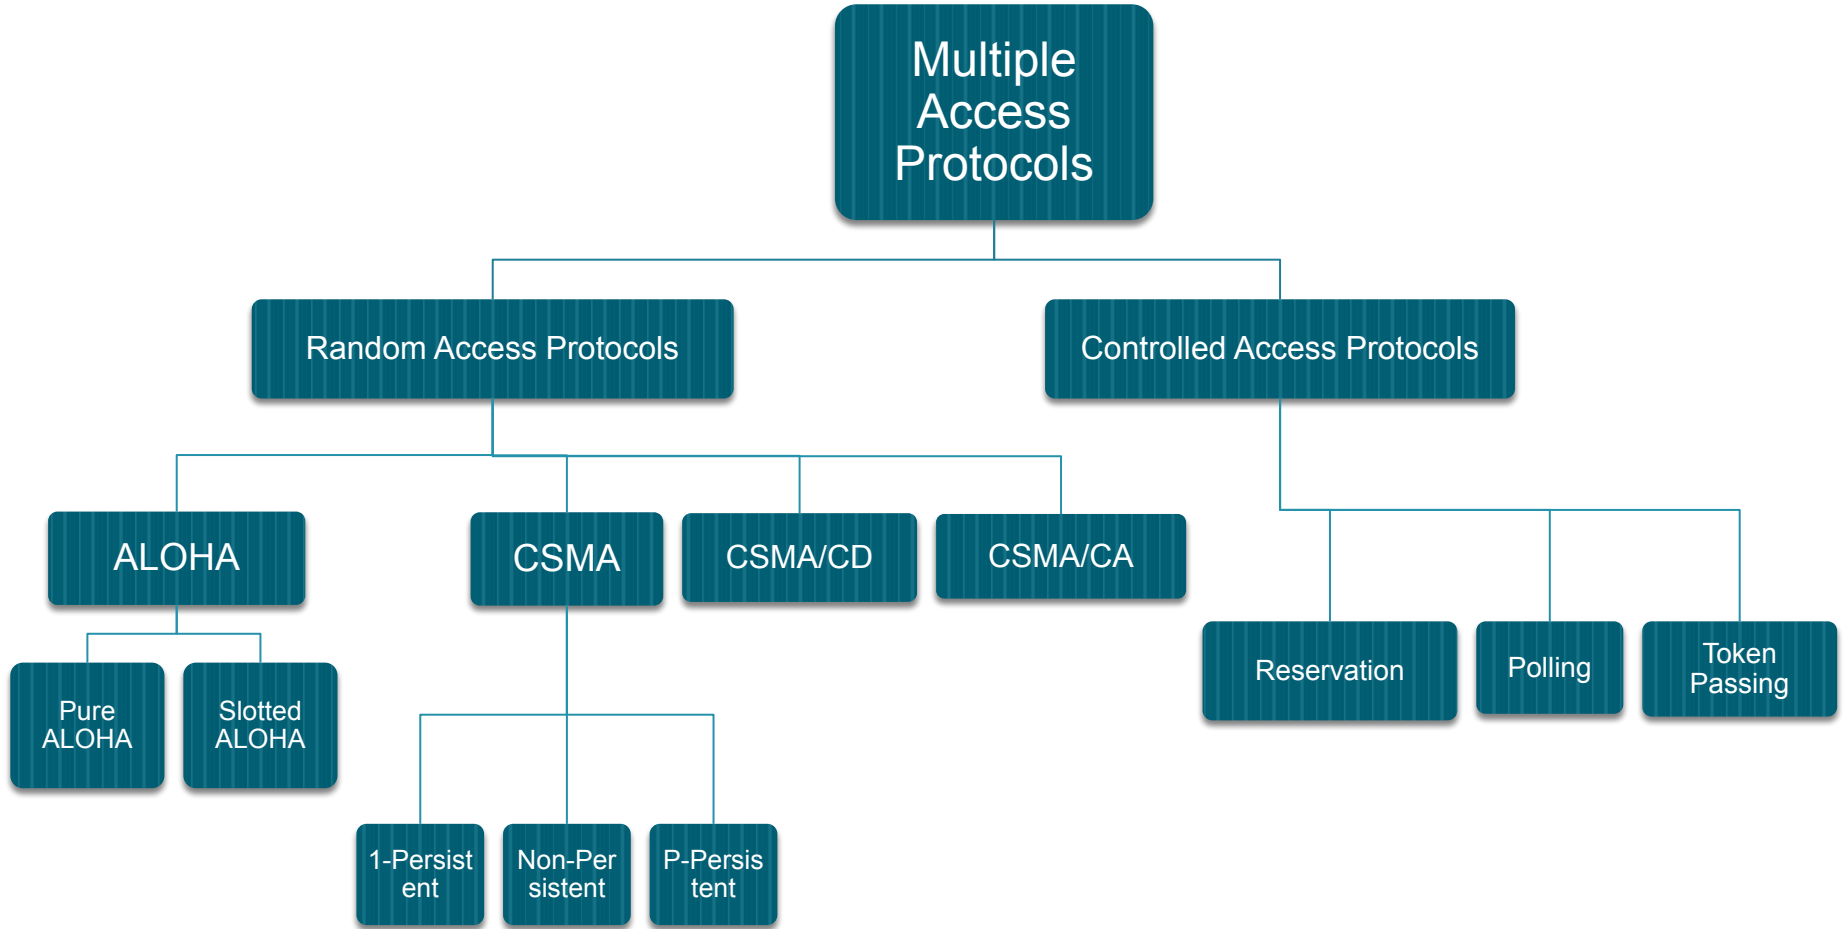 Multiple
Access
Protocols
Random Access Protocols
Controlled Access Protocols
ALOHA
CSMA
CSMA/CD
CSMA/CA
Reservation
Polling
Token
Passing
Pure
ALOHA
Slotted
ALOHA
1-Persist
ent
Non-Per
sistent
P-Persis
tent